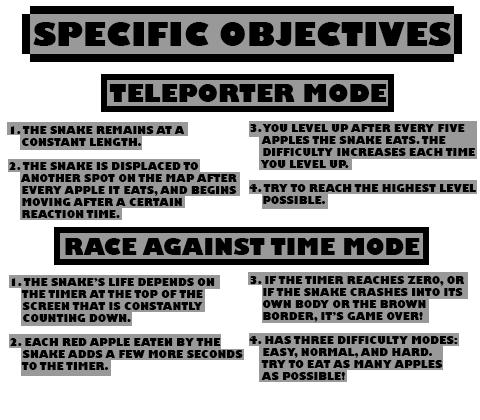 SPECIFIC OBJECTIVES
TELEPORTER MODE
1. THE SNAKE REMAINS AT A
CONSTANT LENGTH.
2. THE SNAKE IS DISPLACED TO
ANOTHER SPOT ON THE MAP AFTER
EVERY APPLE IT EATS, AND BEGINS
MOVING AFTER A CERTAIN
REACTION TIME.
3. YOU LEVEL UP AFTER EVERY FIVE
APPLES THE SNAKE EATS. THE
DIFFICULTY INCREASES EACH TIME
YOU LEVEL UP.
4. TRY TO REACH THE HIGHEST LEVEL
POSSIBLE.
RACE AGAINST TIME MODE
1. THE SNAKE'S LIFE DEPENDS ON
THE TIMER AT THE TOP OF THE
SCREEN THAT IS CONSTANTLY
COUNTING DOWN.
2. EACH RED APPLE EATEN BY THE
SNAKE ADDS A FEW MORE SECONDS
TO THE TIMER.
3. IF THE TIMER REACHES ZERO, OR
IF THE SNAKE CRASHES INTO ITS
OWN BODY OR THE BROWN
BORDER, IT'S GAME OVER!
4. HAS THREE DIFFICULTY MODES:
EASY, NORMAL, AND HARD.
TRY TO EAT AS MANY APPLES
AS POSSIBLE!